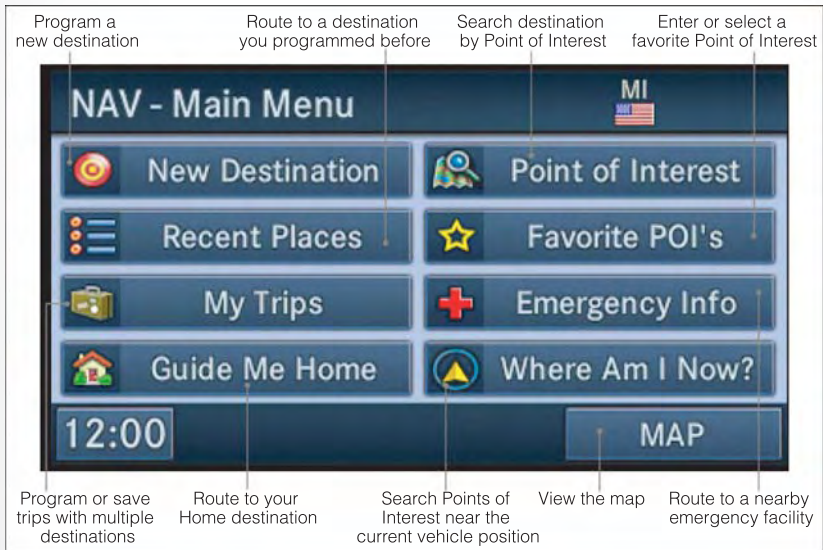 Program a
new destination
Route to a destination
you programmed before
Search destination
by Point of Interest
Enter or select a
favorite Point of Interest
NAV - Main Menu
MI
New Destination
Point of Interest
Recent Places
Favorite POI's
My Trips
Emergency Info
Guide Me Home
Where Am I Now?
12:00
MAP
Program or save
trips with multiple
destinations
Route to your
Home destination
Search Points of
Interest near the
current vehicle position
View the map
Route to a nearby
emergency facility